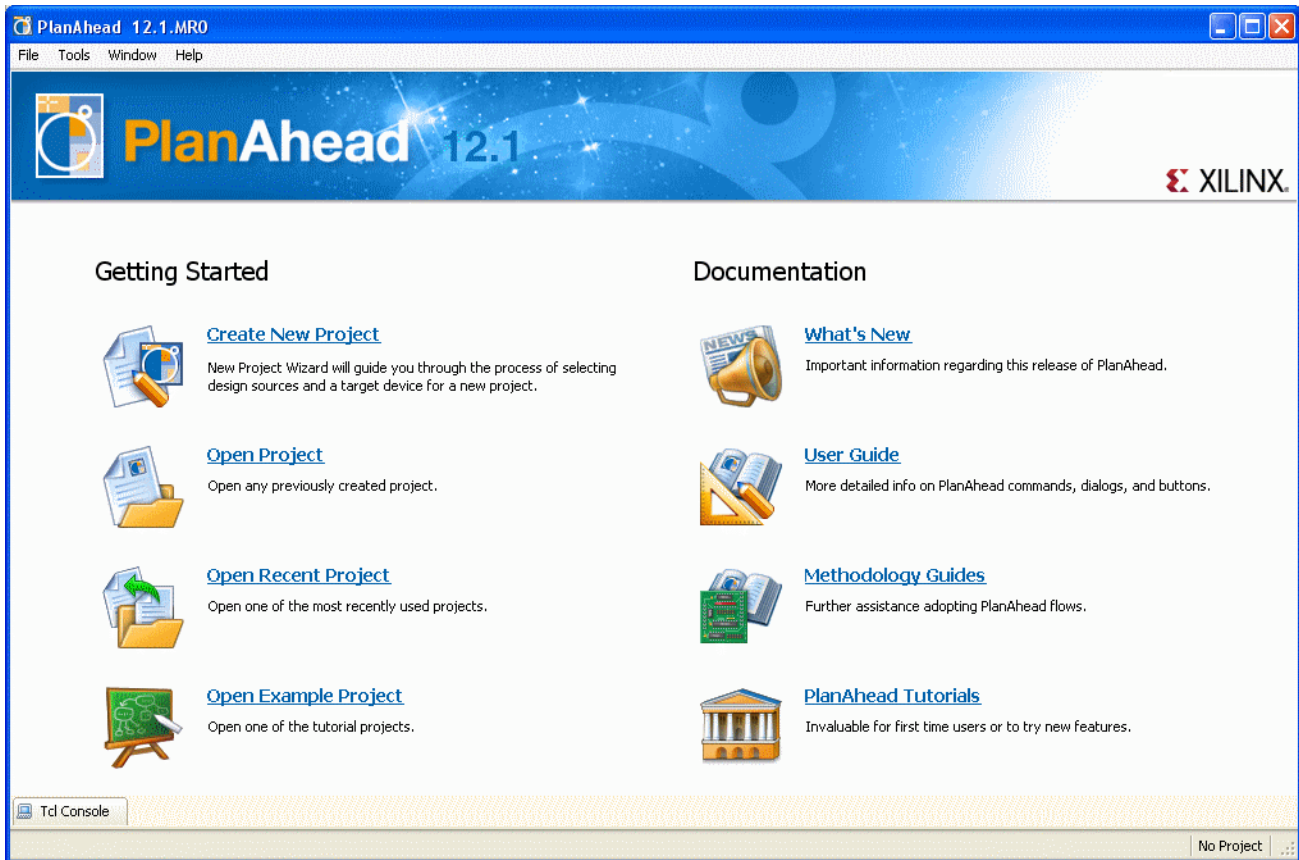 PlanAhead 12.1.MR0
File Tools Window Help
PlanAhead 12.1
XILINX.
Getting Started
Create New Project
New Project Wizard will guide you through the process of selecting
design sources and a target device for a new project.
Open Project
Open any previously created project.
Open Recent Project
Open one of the most recently used projects.
Open Example Project
Open one of the tutorial projects.
Documentation
NEWS
What's New
Important information regarding this release of PlanAhead.
User Guide
More detailed info on PlanAhead commands, dialogs, and buttons.
Methodology Guides
Further assistance adopting PlanAhead flows.
PlanAhead Tutorials
Invaluable for first time users or to try new features.
Tcl Console
No Project